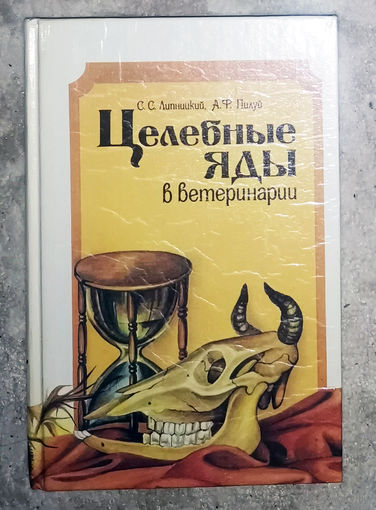 С. С. Липницкий, А. Ф. Пилуй
Целебные
яды
в ветеринарии